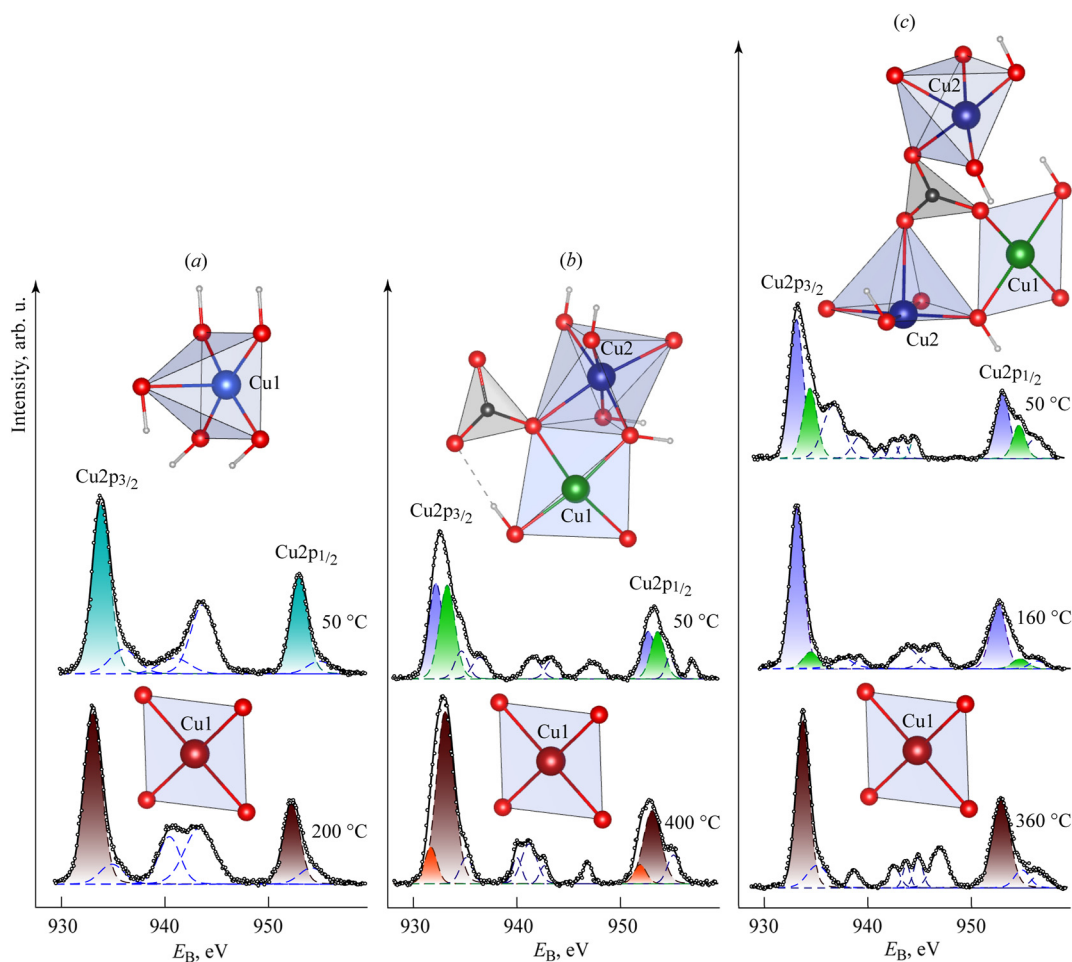 (a)
Intensity, arb. u.
Cu1
Cu2p3/2
Cu2p1/2
50 °C
Cu1
200 °C
930 940 950
EB, eV
(b)
Cu2
Cu1
Cu2p3/2
Cu2p1/2
50 °C
Cu1
400 °C
930 940 950
EB, eV
(c)
Cu2
Cu1
Cu2
Cu2p3/2
Cu2p1/2
50 °C
160 °C
Cu1
360 °C
930 940 950
EB, eV